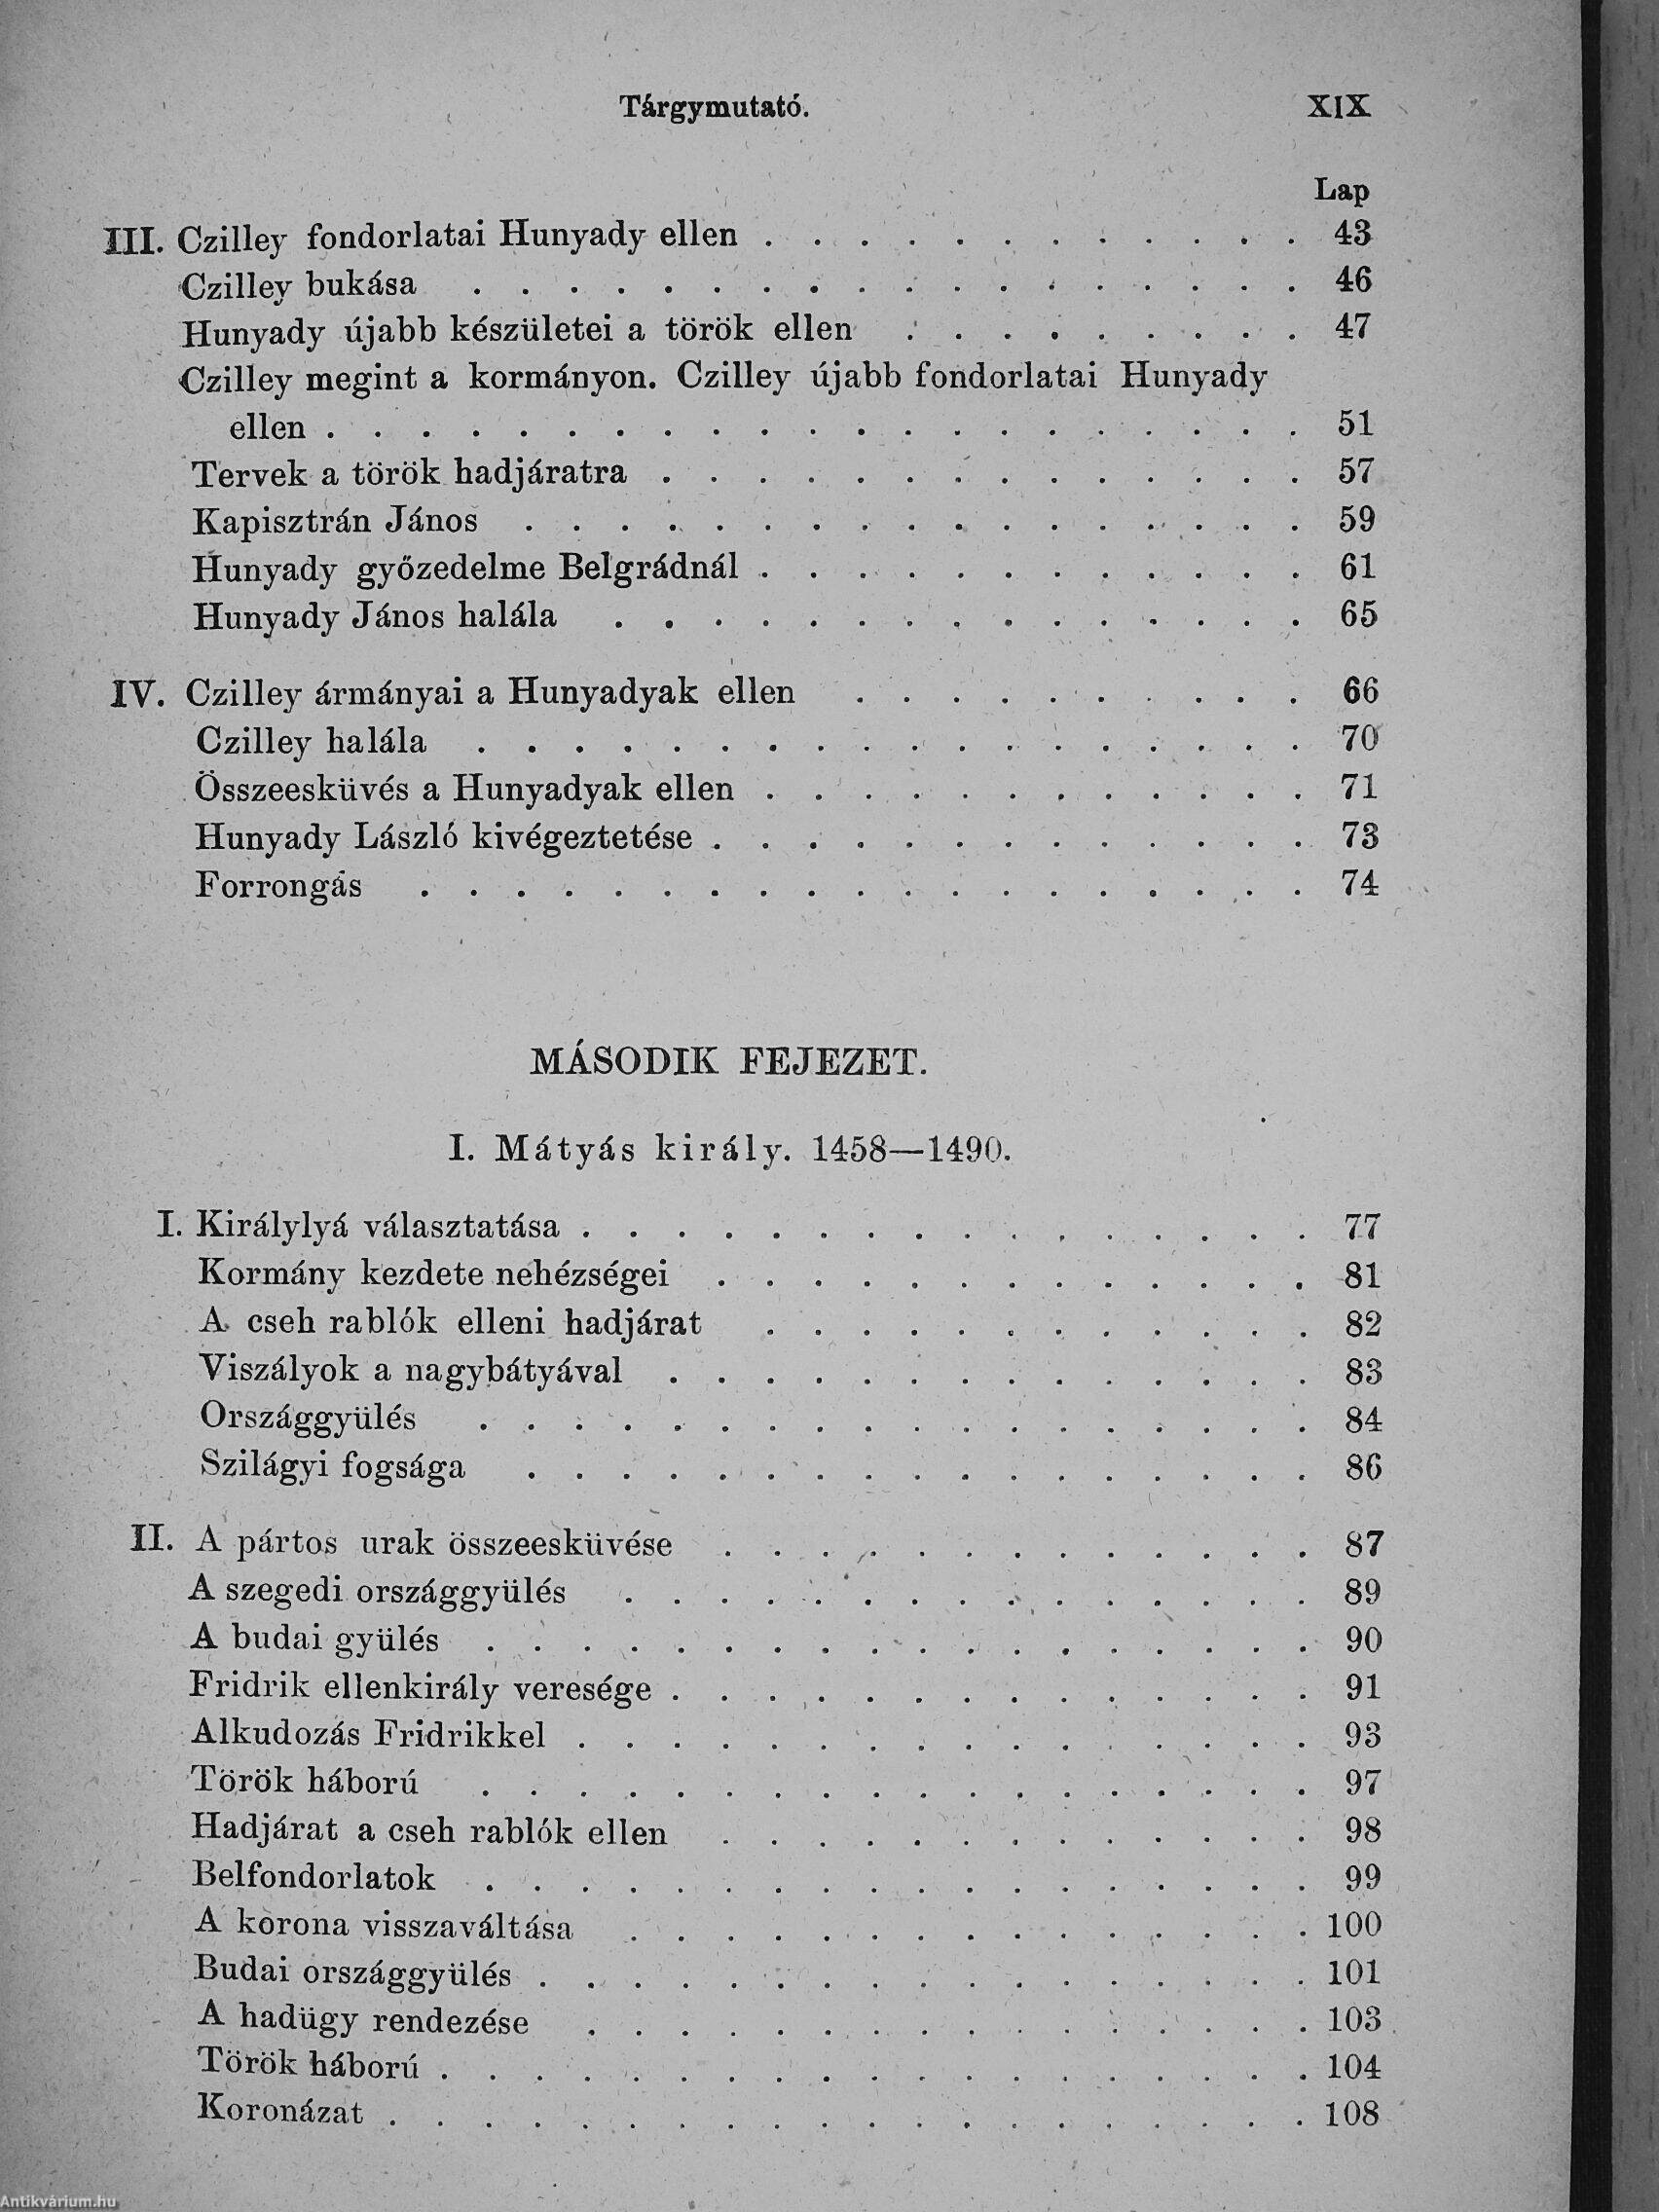 Tárgymutató. XIX
Lap
III. Czilley fondorlatai Hunyady ellen . . . . . . . . . . . . 43
Czilley bukása . . . . . . . . . . . . . . . . . . 46
Hunyady újabb készületei a török ellen . . . . . . . . . 47
Czilley megint a kormányon. Czilley újabb fondorlatai Hunyady
ellen . . . . . . . . . . . . . . . . . . . . . 51
Tervek a török hadjáratra . . . . . . . . . . . . . . 57
Kapisztrán János . . . . . . . . . . . . . . . . . 59
Hunyady győzedelme Belgrádnál . . . . . . . . . . . . 61
Hunyady János halála . . . . . . . . . . . . . . . 65
IV. Czilley ármányai a Hunyadyak ellen . . . . . . . . . . 66
Czilley halála . . . . . . . . . . . . . . . . . . 70
Összeesküvés a Hunyadyak ellen . . . . . . . . . . . . 71
Hunyady László kivégeztetése . . . . . . . . . . . . . 73
Forrongás . . . . . . . . . . . . . . . . . . . 74
MÁSODIK FEJEZET.
I. Mátyás király. 1458—1490.
I. Királylyá választatása . . . . . . . . . . . . . . . . 77
Kormány kezdete nehézségei . . . . . . . . . . . . . 81
A cseh rablók elleni hadjárat . . . . . . . . . . . . 82
Viszályok a nagybátyával . . . . . . . . . . . . . . 83
Országgyülés . . . . . . . . . . . . . . . . . . 84
Szilágyi fogsága . . . . . . . . . . . . . . . . . 86
II. A pártos urak összeesküvése . . . . . . . . . . . . . 87
A szegedi országgyülés . . . . . . . . . . . . . . . 89
A budai gyülés . . . . . . . . . . . . . . . . . . 90
Fridrik ellenkirály veresége . . . . . . . . . . . . . . 91
Alkudozás Fridrikkel . . . . . . . . . . . . . . . . 93
Török háború . . . . . . . . . . . . . . . . . . 97
Hadjárat a cseh rablók ellen . . . . . . . . . . . . . 98
Belfondorlatok . . . . . . . . . . . . . . . . . . 99
A korona visszaváltása . . . . . . . . . . . . . . . 100
Budai országgyülés . . . . . . . . . . . . . . . . . 101
A hadügy rendezése . . . . . . . . . . . . . . . . 103
Török háború . . . . . . . . . . . . . . . . . . . 104
Koronázat . . . . . . . . . . . . . . . . . . . . 108
Antikvárium.hu